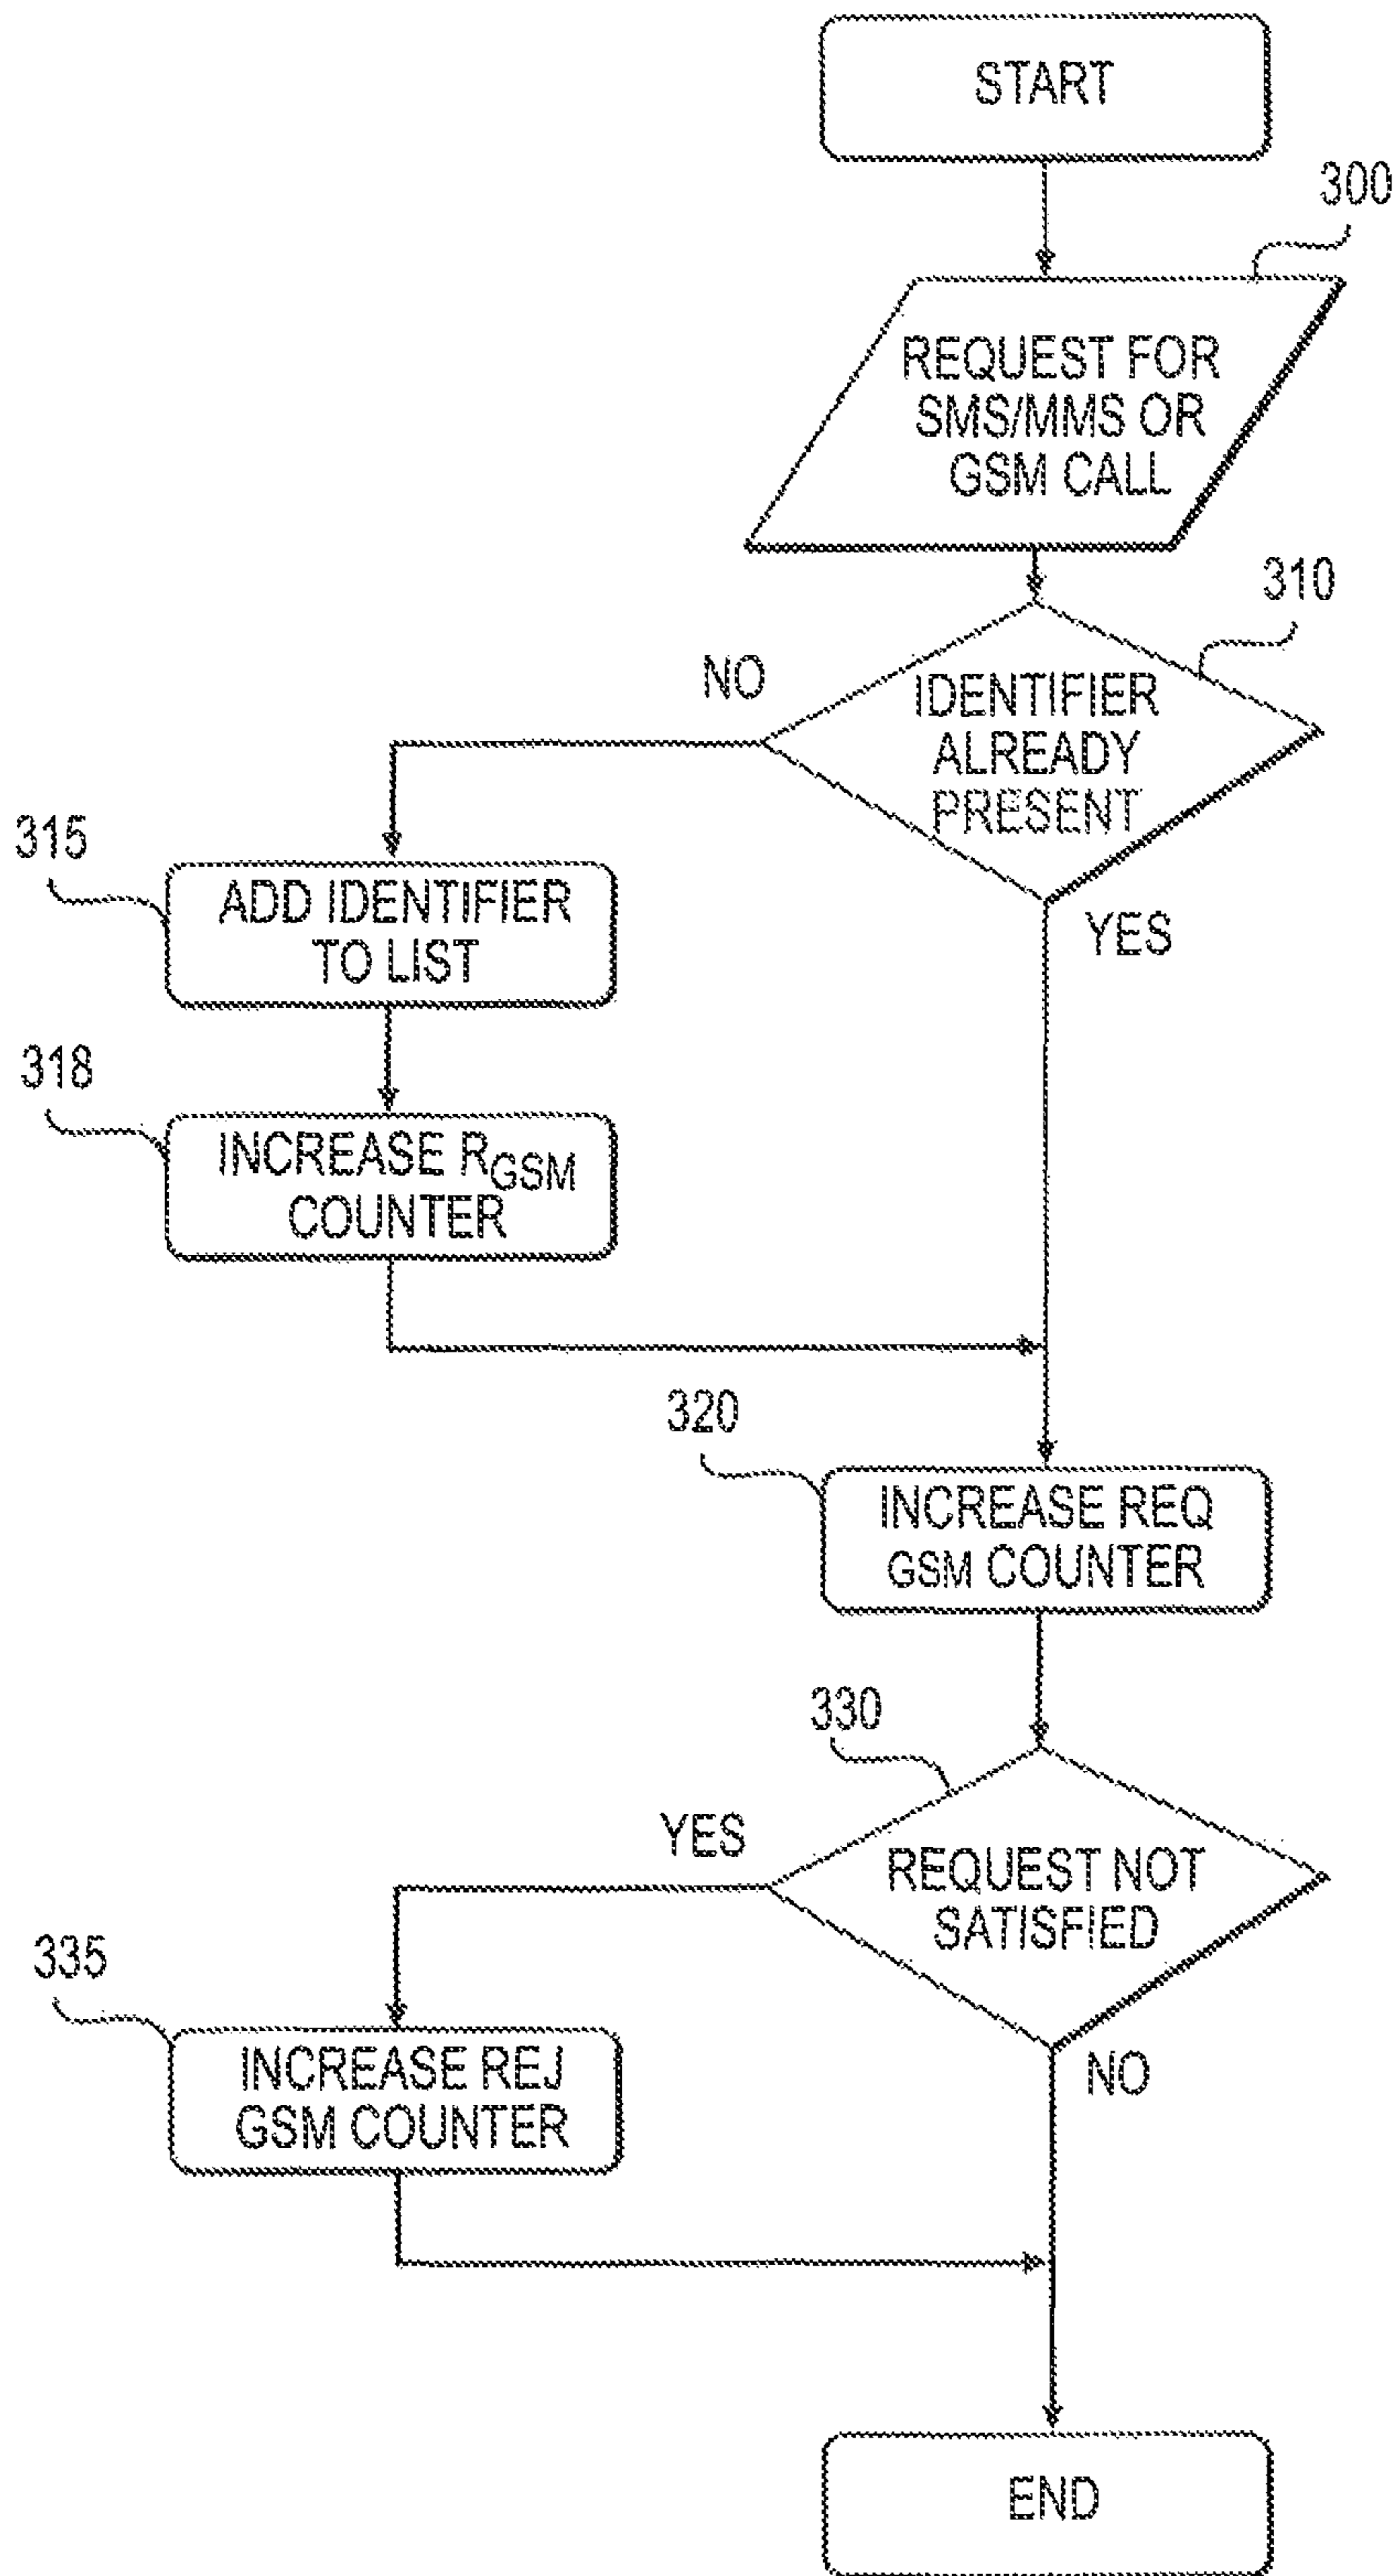 START
300
REQUEST FOR
SMS/MMS OR
GSM CALL
310
NO
IDENTIFIER
ALREADY
PRESENT
YES
315
ADD IDENTIFIER
TO LIST
318
INCREASE RGSM
COUNTER
320
INCREASE REQ
GSM COUNTER
330
YES
REQUEST NOT
SATISFIED
NO
335
INCREASE REJ
GSM COUNTER
END